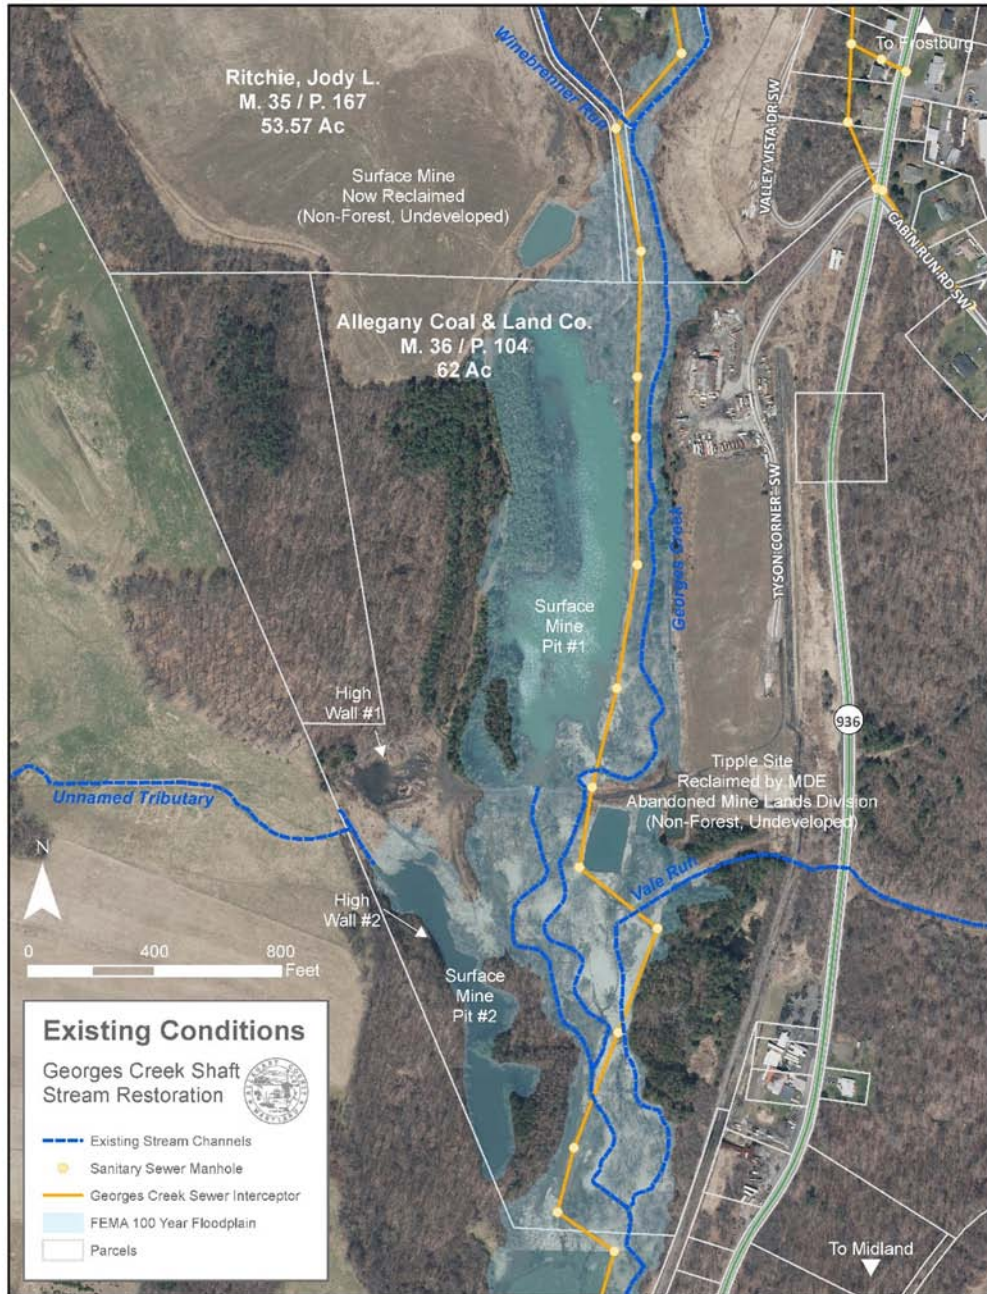 To Frostburg
Winebrenner Run
Ritchie, Jody L.
M. 35 / P. 167
53.57 Ac
VALLEY VISTA DR SW
Surface Mine
Now Reclaimed
(Non-Forest, Undeveloped)
CABIN RUN RD SW
Allegany Coal & Land Co.
M. 36 / P. 104
62 Ac
TYSON CORNER SW
Georges Creek
Surface
Mine
Pit #1
High
Wall #1
936
Tipple Site
Reclaimed by MDE
Abandoned Mine Lands Division
(Non-Forest, Undeveloped)
Unnamed Tributary
Vale Run
N
High
Wall #2
0 400 800
Feet
Surface
Mine
Pit #2
Existing Conditions
Georges Creek Shaft
Stream Restoration
Existing Stream Channels
Sanitary Sewer Manhole
Georges Creek Sewer Interceptor
FEMA 100 Year Floodplain
Parcels
To Midland